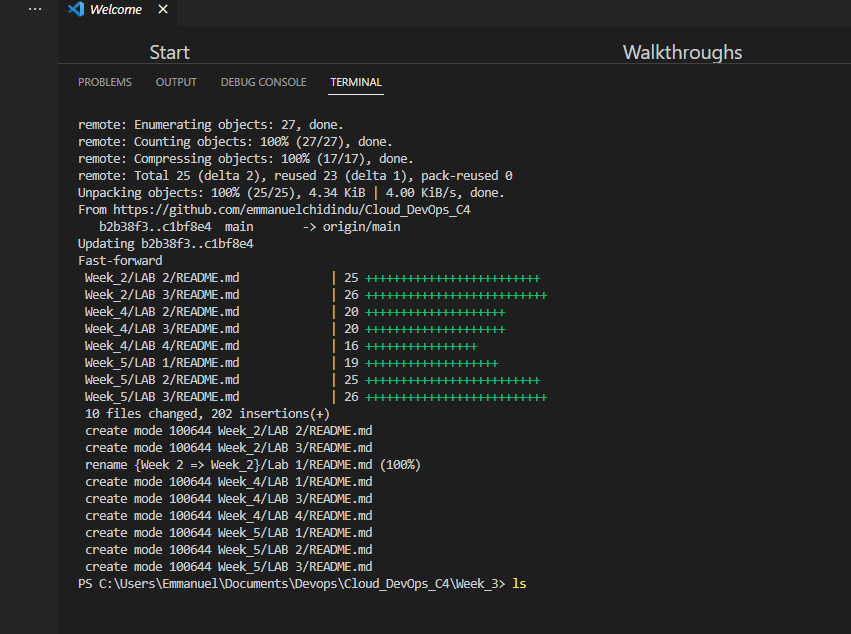 ... Welcome ×
Start Walkthroughs
PROBLEMS OUTPUT DEBUG CONSOLE TERMINAL
remote: Enumerating objects: 27, done.
remote: Counting objects: 100% (27/27), done.
remote: Compressing objects: 100% (17/17), done.
remote: Total 25 (delta 2), reused 23 (delta 1), pack-reused 0
Unpacking objects: 100% (25/25), 4.34 KiB | 4.00 KiB/s, done.
From https://github.com/emmanuelchidindu/Cloud_DevOps_C4
   b2b38f3..c1bf8e4  main       -> origin/main
Updating b2b38f3..c1bf8e4
Fast-forward
 Week_2/LAB 2/README.md             | 25 +++++++++++++++++++++++++
 Week_2/LAB 3/README.md             | 26 ++++++++++++++++++++++++++
 Week_4/LAB 2/README.md             | 20 ++++++++++++++++++++
 Week_4/LAB 3/README.md             | 20 ++++++++++++++++++++
 Week_4/LAB 4/README.md             | 16 ++++++++++++++++
 Week_5/LAB 1/README.md             | 19 +++++++++++++++++++
 Week_5/LAB 2/README.md             | 25 +++++++++++++++++++++++++
 Week_5/LAB 3/README.md             | 26 ++++++++++++++++++++++++++
 10 files changed, 202 insertions(+)
 create mode 100644 Week_2/LAB 2/README.md
 create mode 100644 Week_2/LAB 3/README.md
 rename {Week 2 => Week_2}/Lab 1/README.md (100%)
 create mode 100644 Week_4/LAB 1/README.md
 create mode 100644 Week_4/LAB 3/README.md
 create mode 100644 Week_4/LAB 4/README.md
 create mode 100644 Week_5/LAB 1/README.md
 create mode 100644 Week_5/LAB 2/README.md
 create mode 100644 Week_5/LAB 3/README.md
PS C:\Users\Emmanuel\Documents\Devops\Cloud_DevOps_C4\Week_3> ls